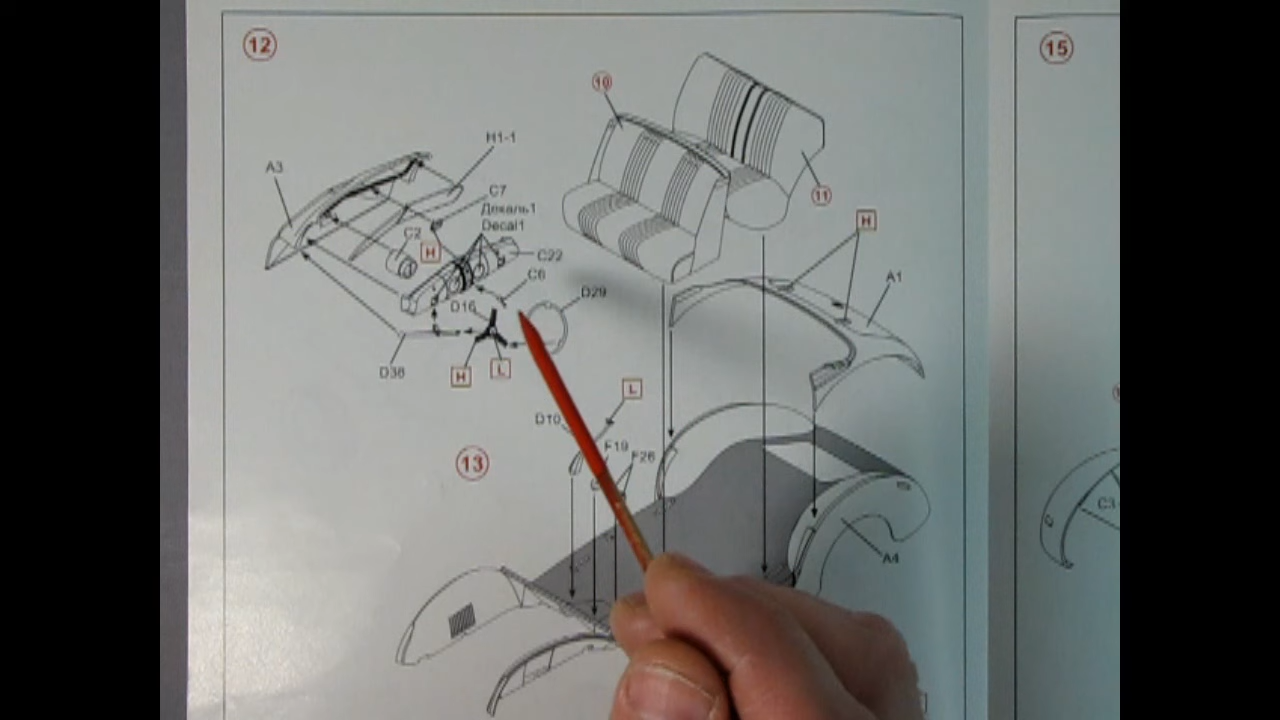 12
15
10
H1-1
A3
C7
11
Декаль1
Decal1
C2
H
H
C22
C6
A1
D29
D16
D38
H
L
L
D10
F19
F26
13
C3
A4